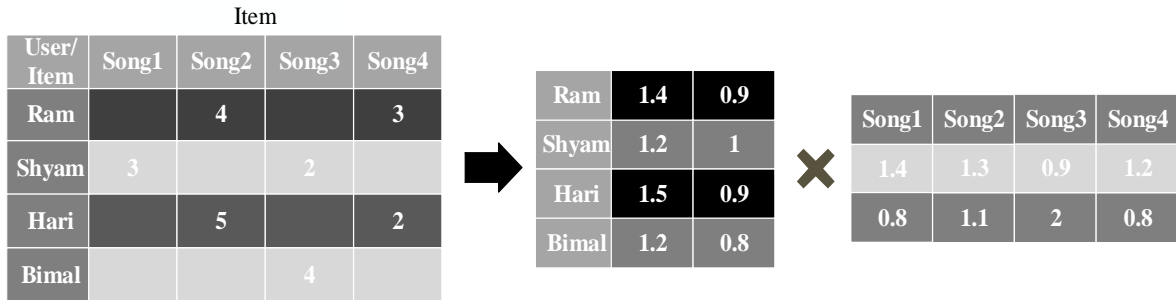 Item
User/ Item Song1 Song2 Song3 Song4
Ram 4 3
Shyam 3 2
Hari 5 2
Bimal 4
Ram 1.4 0.9
Shyam 1.2 1
Hari 1.5 0.9
Bimal 1.2 0.8
Song1 Song2 Song3 Song4
1.4 1.3 0.9 1.2
0.8 1.1 2 0.8